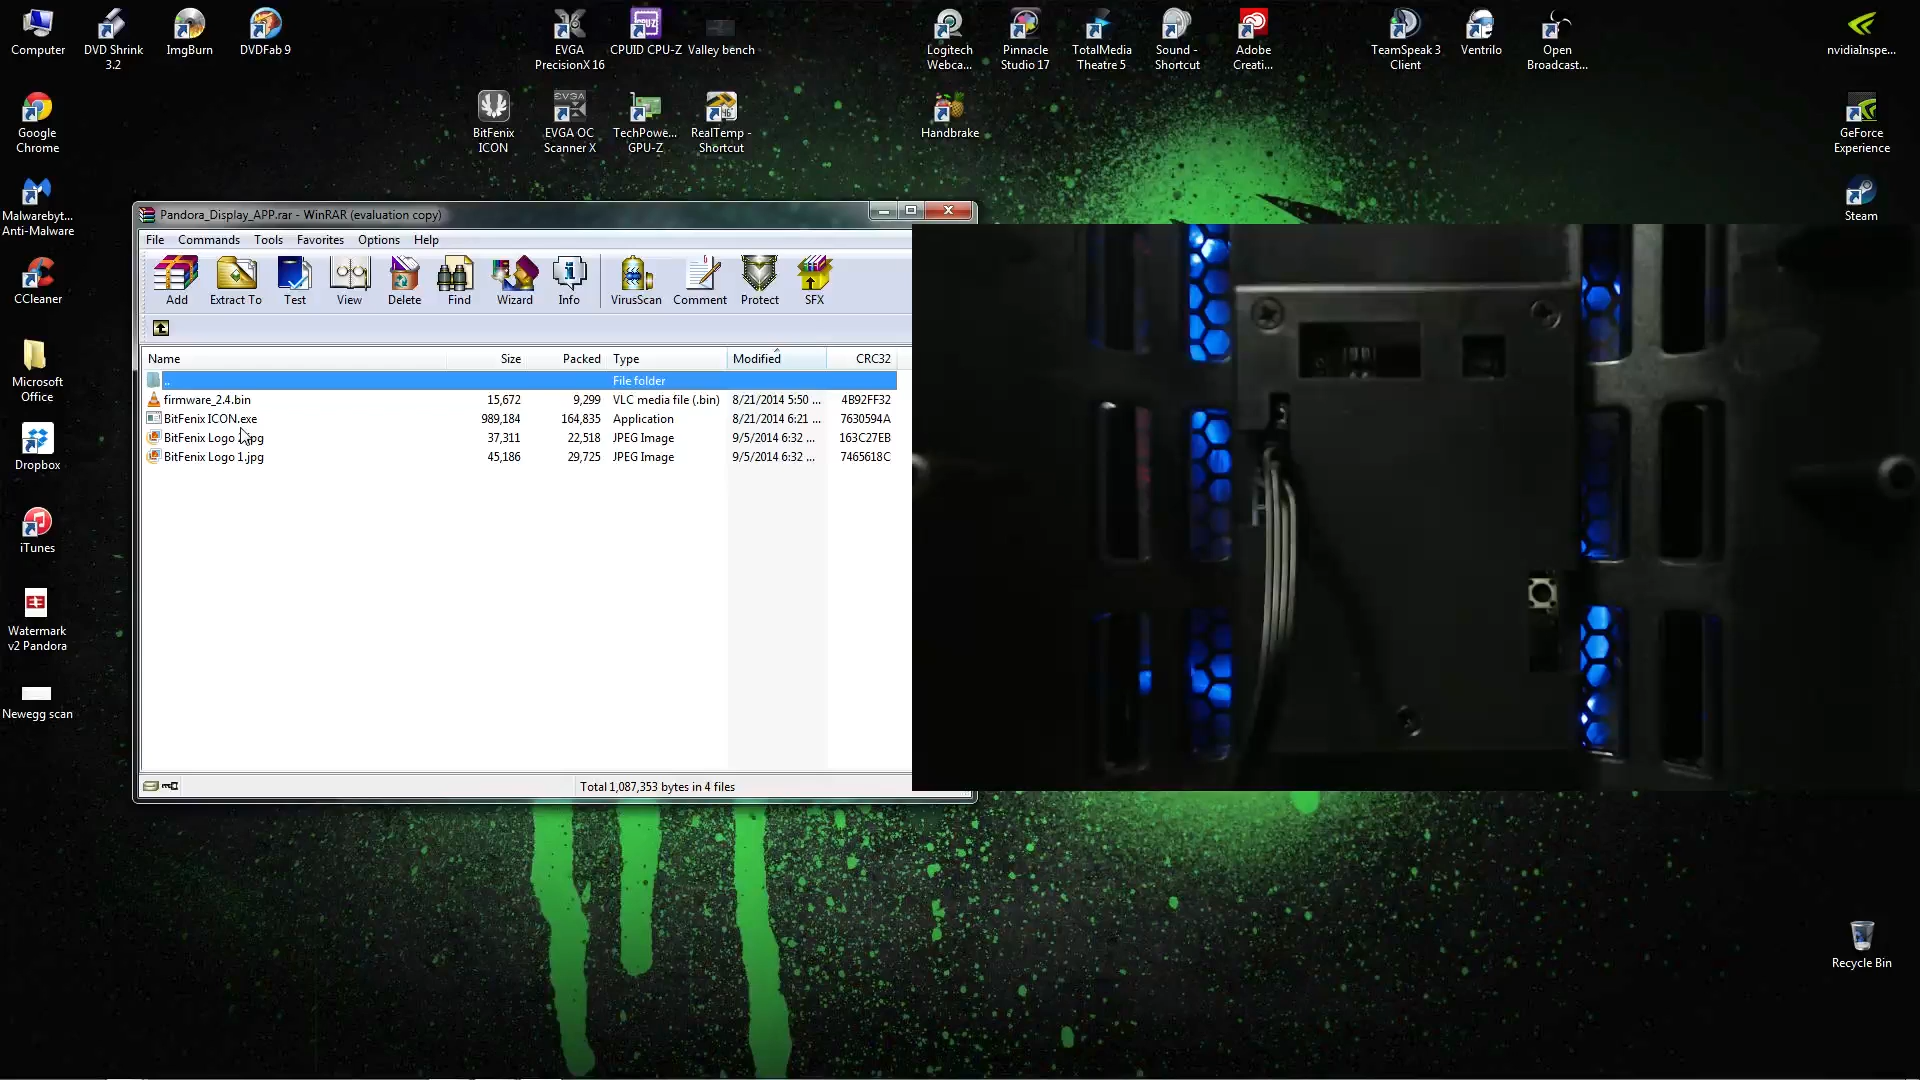 Computer
DVD Shrink
3.2
ImgBurn
DVDFab 9
EVGA
PrecisionX 16
CPUID CPU-Z
Valley bench
Logitech
Webca...
Pinnacle
Studio 17
TotalMedia
Theatre 5
Sound -
Shortcut
Adobe
Creati...
TeamSpeak 3
Client
Ventrilo
Open
Broadcast...
nvidiaInspe...
Google
Chrome
BitFenix
ICON
EVGA OC
Scanner X
TechPowe...
GPU-Z
RealTemp -
Shortcut
Handbrake
GeForce
Experience
Malwarebyt...
Anti-Malware
Steam
CCleaner
Microsoft
Office
Dropbox
iTunes
Watermark
v2 Pandora
Newegg scan
Recycle Bin
Pandora_Display_APP.rar - WinRAR (evaluation copy)
File Commands Tools Favorites Options Help
Add Extract To Test View Delete Find Wizard Info VirusScan Comment Protect SFX
Name Size Packed Type Modified CRC32
.. File folder
firmware_2.4.bin 15,672 9,299 VLC media file (.bin) 8/21/2014 5:50 ... 4B92FF32
BitFenix ICON.exe 989,184 164,835 Application 8/21/2014 6:21 ... 7630594A
BitFenix Logo 37,311 22,518 JPEG Image 9/5/2014 6:32 ... 163C27EB
BitFenix Logo 1.jpg 45,186 29,725 JPEG Image 9/5/2014 6:32 ... 7465618C
Total 1,087,353 bytes in 4 files